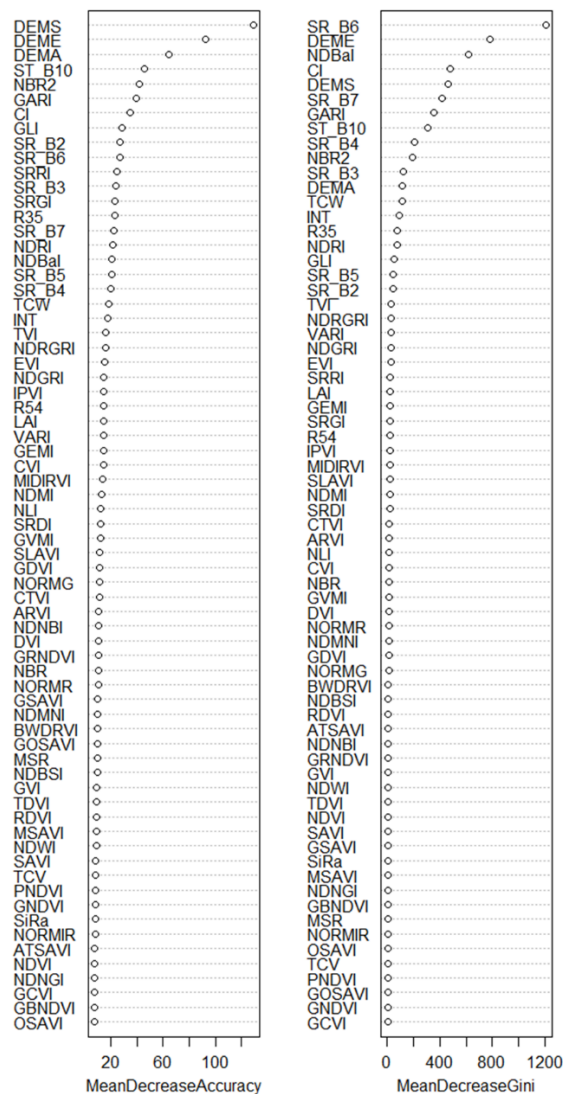 DEMS
DEME
DEMA
ST_B10
NBR2
GARI
CI
GLI
SR_B2
SR_B6
SRRI
SR_B3
SRGI
R35
SR_B7
NDRI
NDBaI
SR_B5
SR_B4
TCW
INT
TVI
NDRGRI
EVI
NDGRI
IPVI
R54
LAI
VARI
GEMI
CVI
MIDIRVI
NDMI
NLI
SRDI
GVMI
SLAVI
GDVI
NORMG
CTVI
ARVI
NDNBI
DVI
GRNDVI
NBR
NORMR
GSAVI
NDMNI
BWDRVI
GOSAVI
MSR
NDBSI
GVI
TDVI
RDVI
MSAVI
NDWI
SAVI
TCV
PNDVI
GNDVI
SiRa
NORMIR
ATSAVI
NDVI
NDNGI
GCVI
GBNDVI
OSAVI
20 60 100
MeanDecreaseAccuracy
SR_B6
DEME
NDBaI
CI
DEMS
SR_B7
GARI
ST_B10
SR_B4
NBR2
SR_B3
DEMA
TCW
INT
R35
NDRI
GLI
SR_B5
SR_B2
TVI
NDRGRI
VARI
NDGRI
EVI
SRRI
LAI
GEMI
SRGI
R54
IPVI
MIDIRVI
SLAVI
NDMI
SRDI
CTVI
ARVI
NLI
CVI
NBR
GVMI
DVI
NORMR
NDMNI
GDVI
NORMG
BWDRVI
NDBSI
RDVI
ATSAVI
NDNBI
GRNDVI
GVI
NDWI
TDVI
NDVI
SAVI
GSAVI
SiRa
MSAVI
NDNGI
GBNDVI
MSR
NORMIR
OSAVI
TCV
PNDVI
GOSAVI
GNDVI
GCVI
0 400 800 1200
MeanDecreaseGini